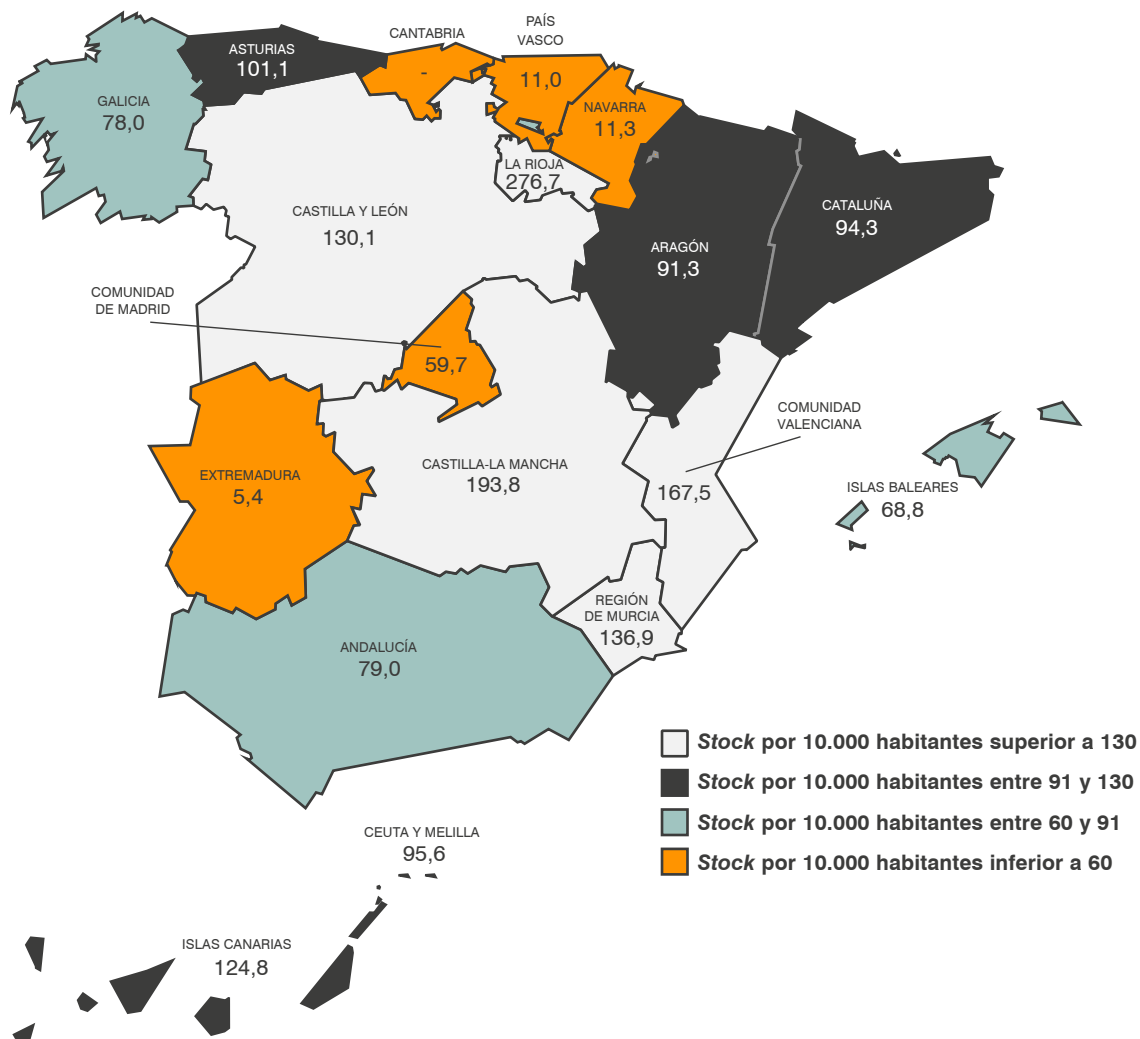 PAÍS
VASCO
CANTABRIA
ASTURIAS
101,1
-
11,0
GALICIA
78,0
NAVARRA
11,3
LA RIOJA
276,7
CASTILLA Y LEÓN
130,1
CATALUÑA
94,3
ARAGÓN
91,3
COMUNIDAD
DE MADRID
59,7
COMUNIDAD
VALENCIANA
167,5
CASTILLA-LA MANCHA
193,8
EXTREMADURA
5,4
ISLAS BALEARES
68,8
REGIÓN
DE MURCIA
136,9
ANDALUCÍA
79,0
Stock por 10.000 habitantes superior a 130
Stock por 10.000 habitantes entre 91 y 130
Stock por 10.000 habitantes entre 60 y 91
Stock por 10.000 habitantes inferior a 60
CEUTA Y MELILLA
95,6
ISLAS CANARIAS
124,8